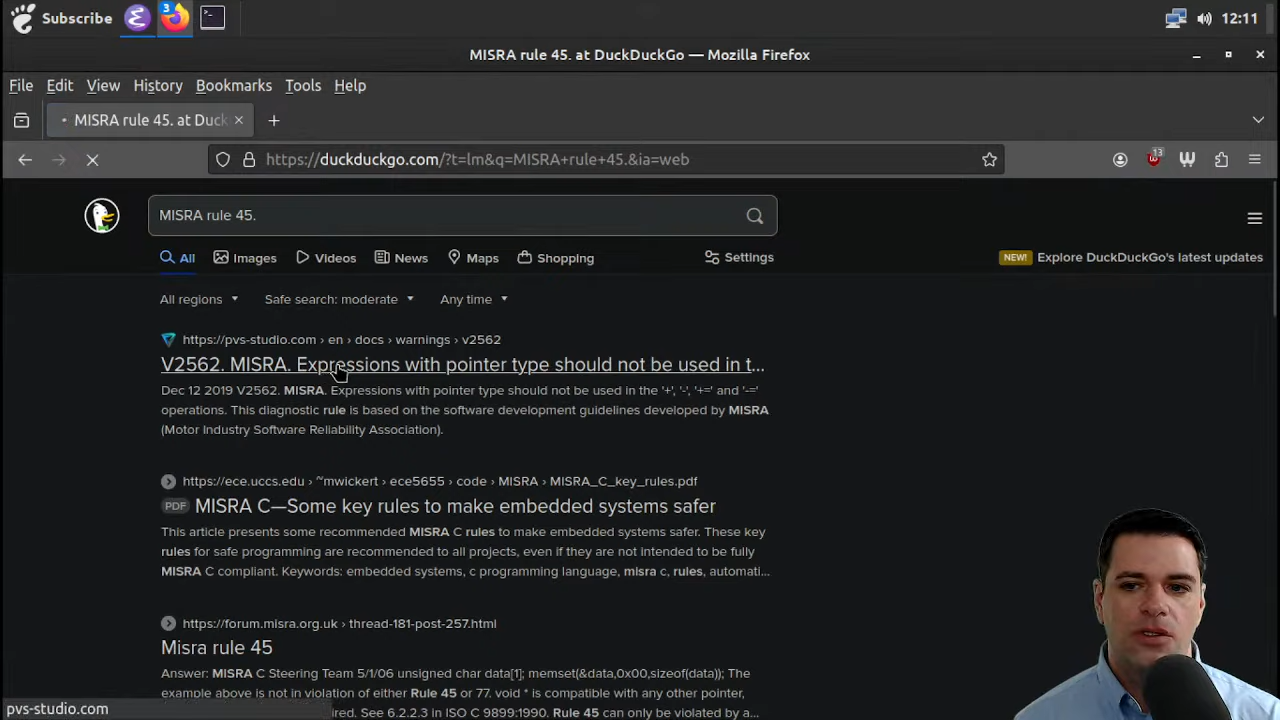 Subscribe
3
12:11
MISRA rule 45. at DuckDuckGo — Mozilla Firefox
File Edit View History Bookmarks Tools Help
MISRA rule 45. at Duck
https://duckduckgo.com/?t=lm&q=MISRA+rule+45.&ia=web
13
MISRA rule 45.
All Images Videos News Maps Shopping Settings
NEW! Explore DuckDuckGo's latest updates
All regions Safe search: moderate Any time
https://pvs-studio.com › en › docs › warnings › v2562
V2562. MISRA. Expressions with pointer type should not be used in t...
Dec 12 2019 V2562. MISRA. Expressions with pointer type should not be used in the '+', '-', '+=' and '-='
operations. This diagnostic rule is based on the software development guidelines developed by MISRA
(Motor Industry Software Reliability Association).
https://ece.uccs.edu › ~mwickert › ece5655 › code › MISRA › MISRA_C_key_rules.pdf
PDF MISRA C—Some key rules to make embedded systems safer
This article presents some recommended MISRA C rules to make embedded systems safer. These key
rules for safe programming are recommended to all projects, even if they are not intended to be fully
MISRA C compliant. Keywords: embedded systems, c programming language, misra c, rules, automati...
https://forum.misra.org.uk › thread-181-post-257.html
Misra rule 45
Answer: MISRA C Steering Team 5/1/06 unsigned char data[1]; memset(&data,0x00,sizeof(data)); The
example above is not in violation of either Rule 45 or 77. void * is compatible with any other pointer,
pvs-studio.com
ired. See 6.2.2.3 in ISO C 9899:1990. Rule 45 can only be violated by a...